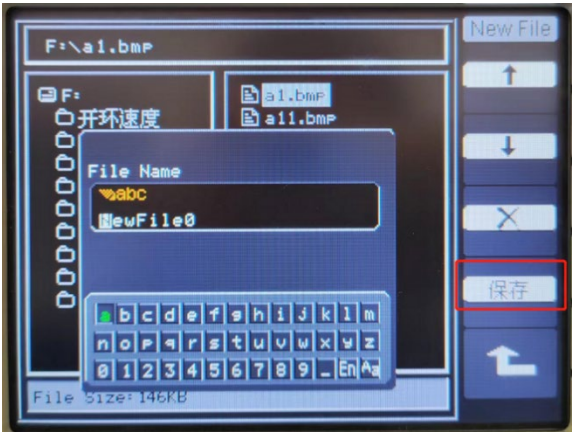 New File
F:\a1.bmp
F:
开环速度
a1.bmp
a11.bmp
File Name
abc
NewFile0
a b c d e f g h i j k l m
n o p q r s t u v w x y z
0 1 2 3 4 5 6 7 8 9 _ En Aa
保存
File Size: 146KB